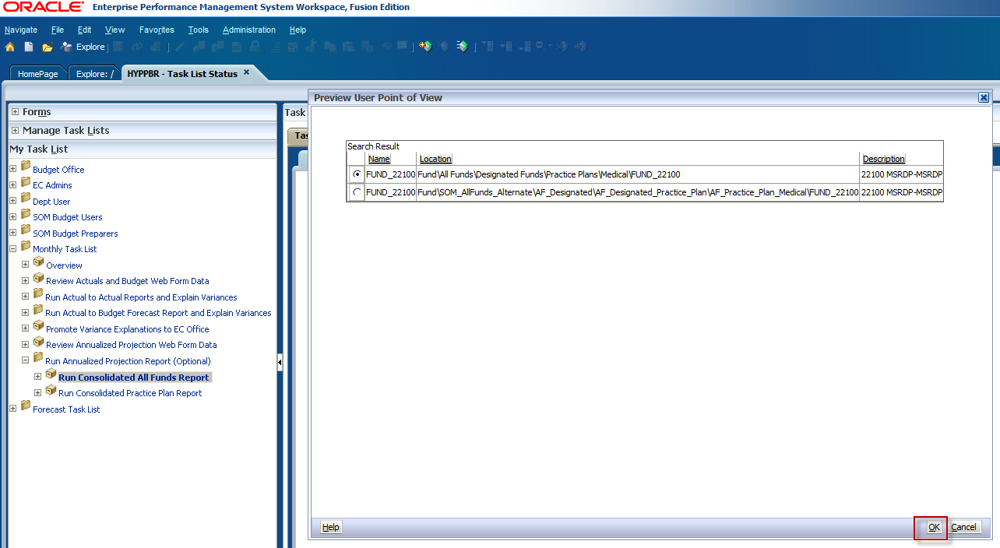 ORACLE® Enterprise Performance Management System Workspace, Fusion Edition
Navigate File Edit View Favorites Tools Administration Help
Explore
HomePage Explore: / HYPPBR - Task List Status
Forms
Manage Task Lists
My Task List
Budget Office
EC Admins
Dept User
SOM Budget Users
SOM Budget Preparers
Monthly Task List
Overview
Review Actuals and Budget Web Form Data
Run Actual to Actual Reports and Explain Variances
Run Actual to Budget Forecast Report and Explain Variances
Promote Variance Explanations to EC Office
Review Annualized Projection Web Form Data
Run Annualized Projection Report (Optional)
Run Consolidated All Funds Report
Run Consolidated Practice Plan Report
Forecast Task List
Task
Tas
Preview User Point of View
Search Result
Name Location Description
FUND_22100 Fund\All Funds\Designated Funds\Practice Plans\Medical\FUND_22100 22100 MSRDP-MSRDP
FUND_22100 Fund\SOM_AllFunds_Alternate\AF_Designated\AF_Designated_Practice_Plan\AF_Practice_Plan_Medical\FUND_22100 22100 MSRDP-MSRDP
Help OK Cancel